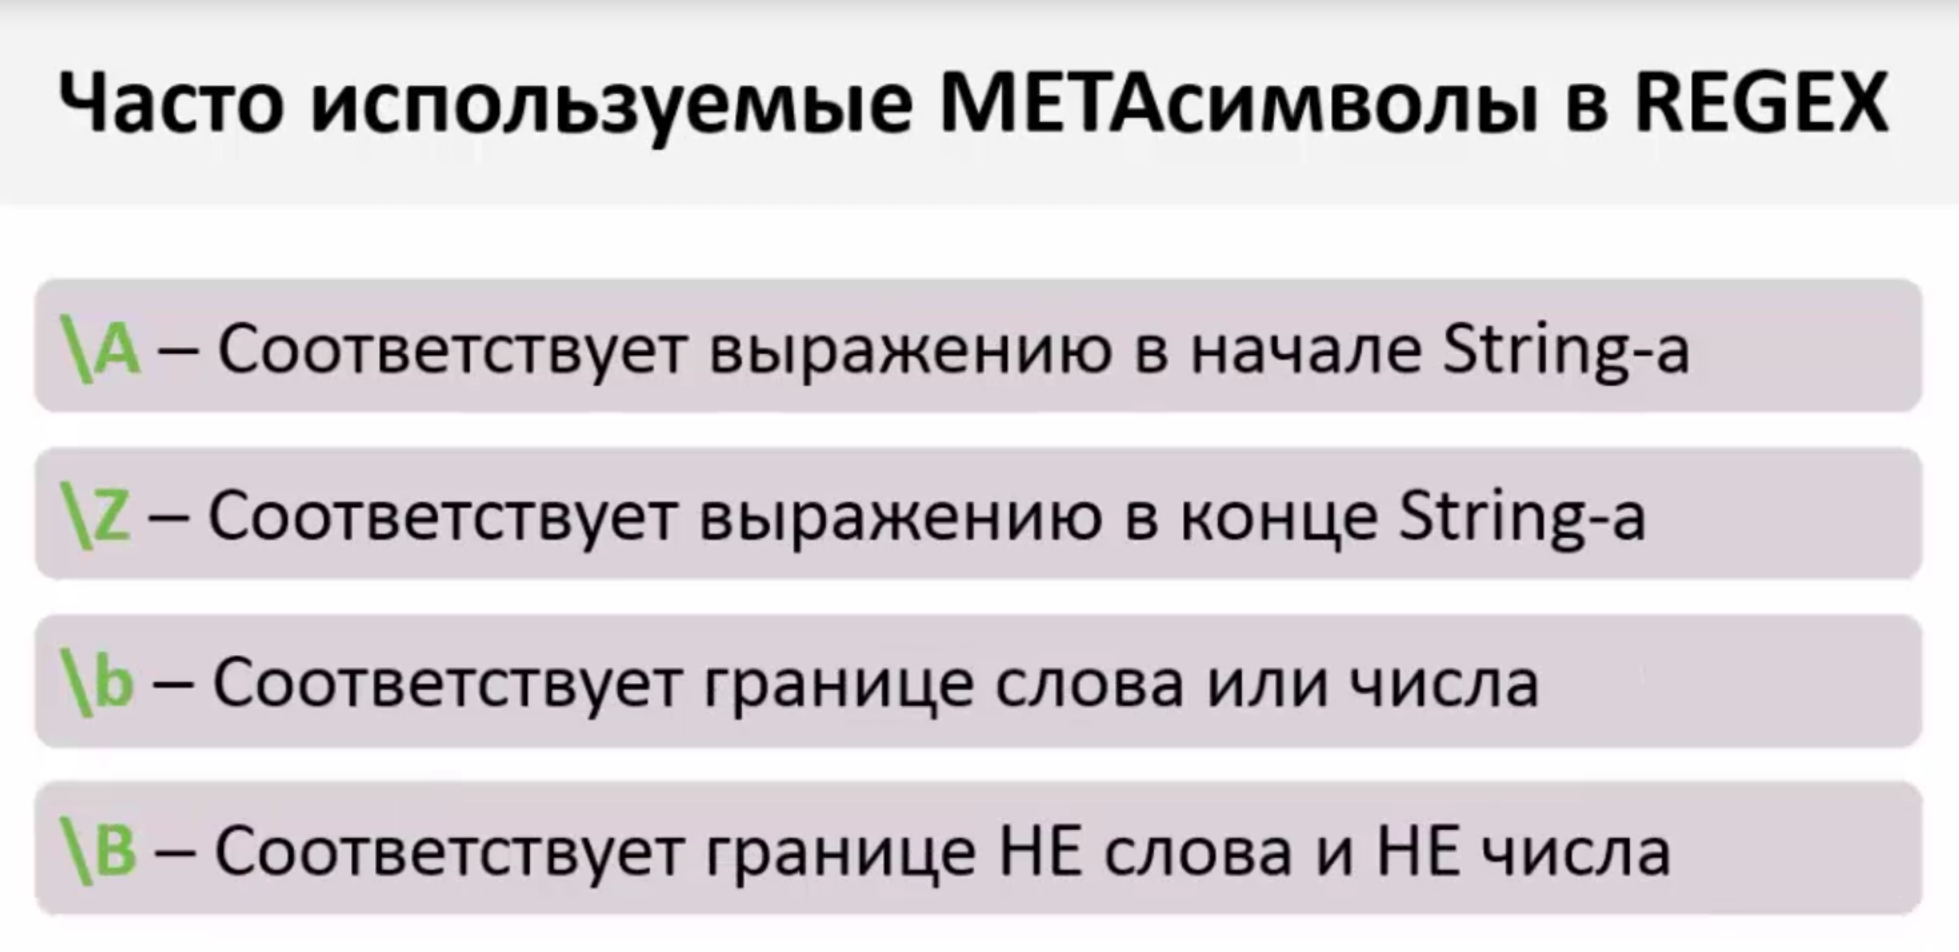 Часто используемые METAсимволы в REGEX
\A – Соответствует выражению в начале String-a
\Z – Соответствует выражению в конце String-a
\b – Соответствует границе слова или числа
\B – Соответствует границе НЕ слова и НЕ числа